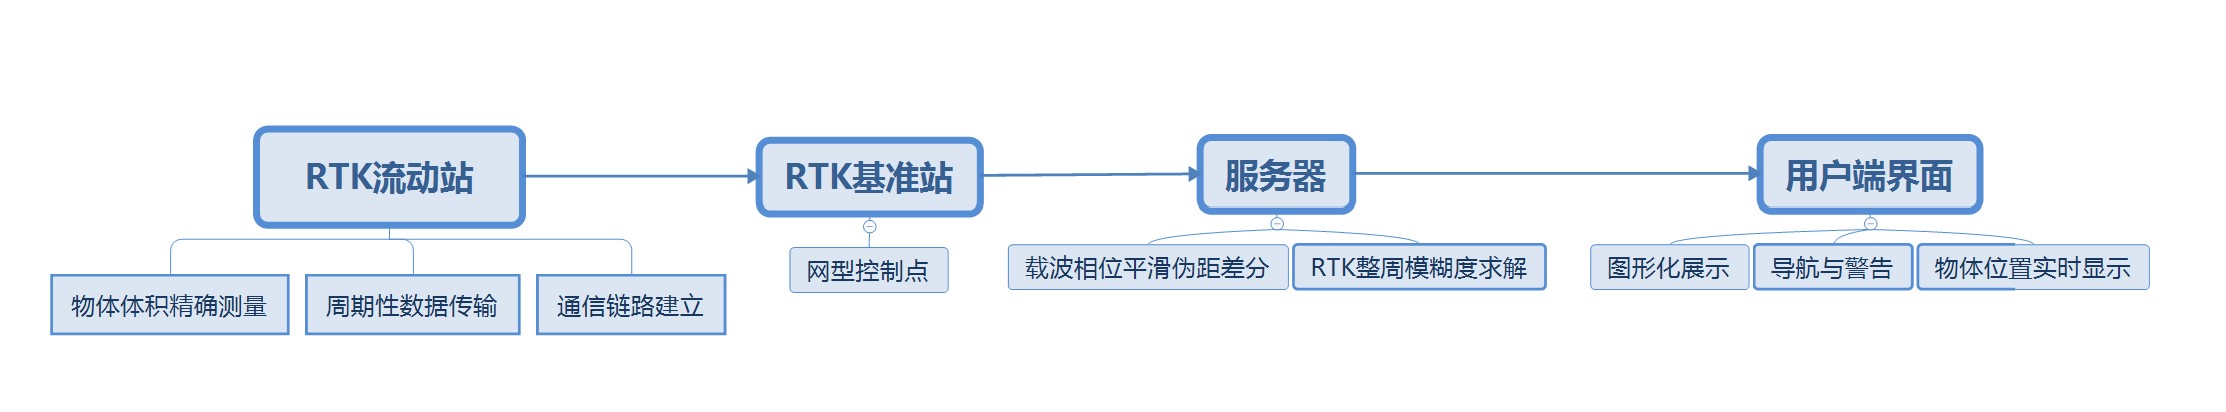 RTK流动站
RTK基准站
服务器
用户端界面
物体体积精确测量
周期性数据传输
通信链路建立
网型控制点
载波相位平滑伪距差分
RTK整周模糊度求解
图形化展示
导航与警告
物体位置实时显示